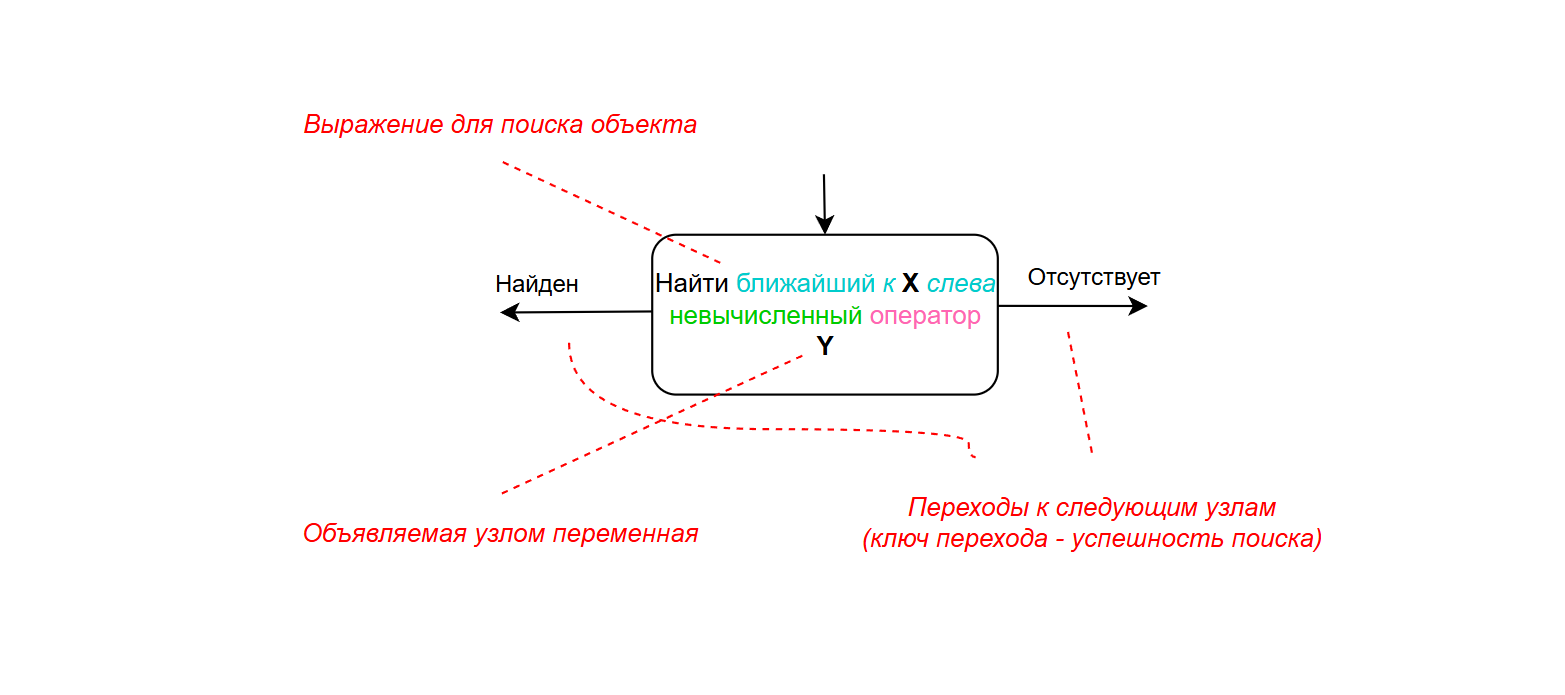 Выражение для поиска объекта
Найден
Найти ближайший к X слева
невычисленный оператор
Y
Отсутствует
Объявляемая узлом переменная
Переходы к следующим узлам
(ключ перехода - успешность поиска)